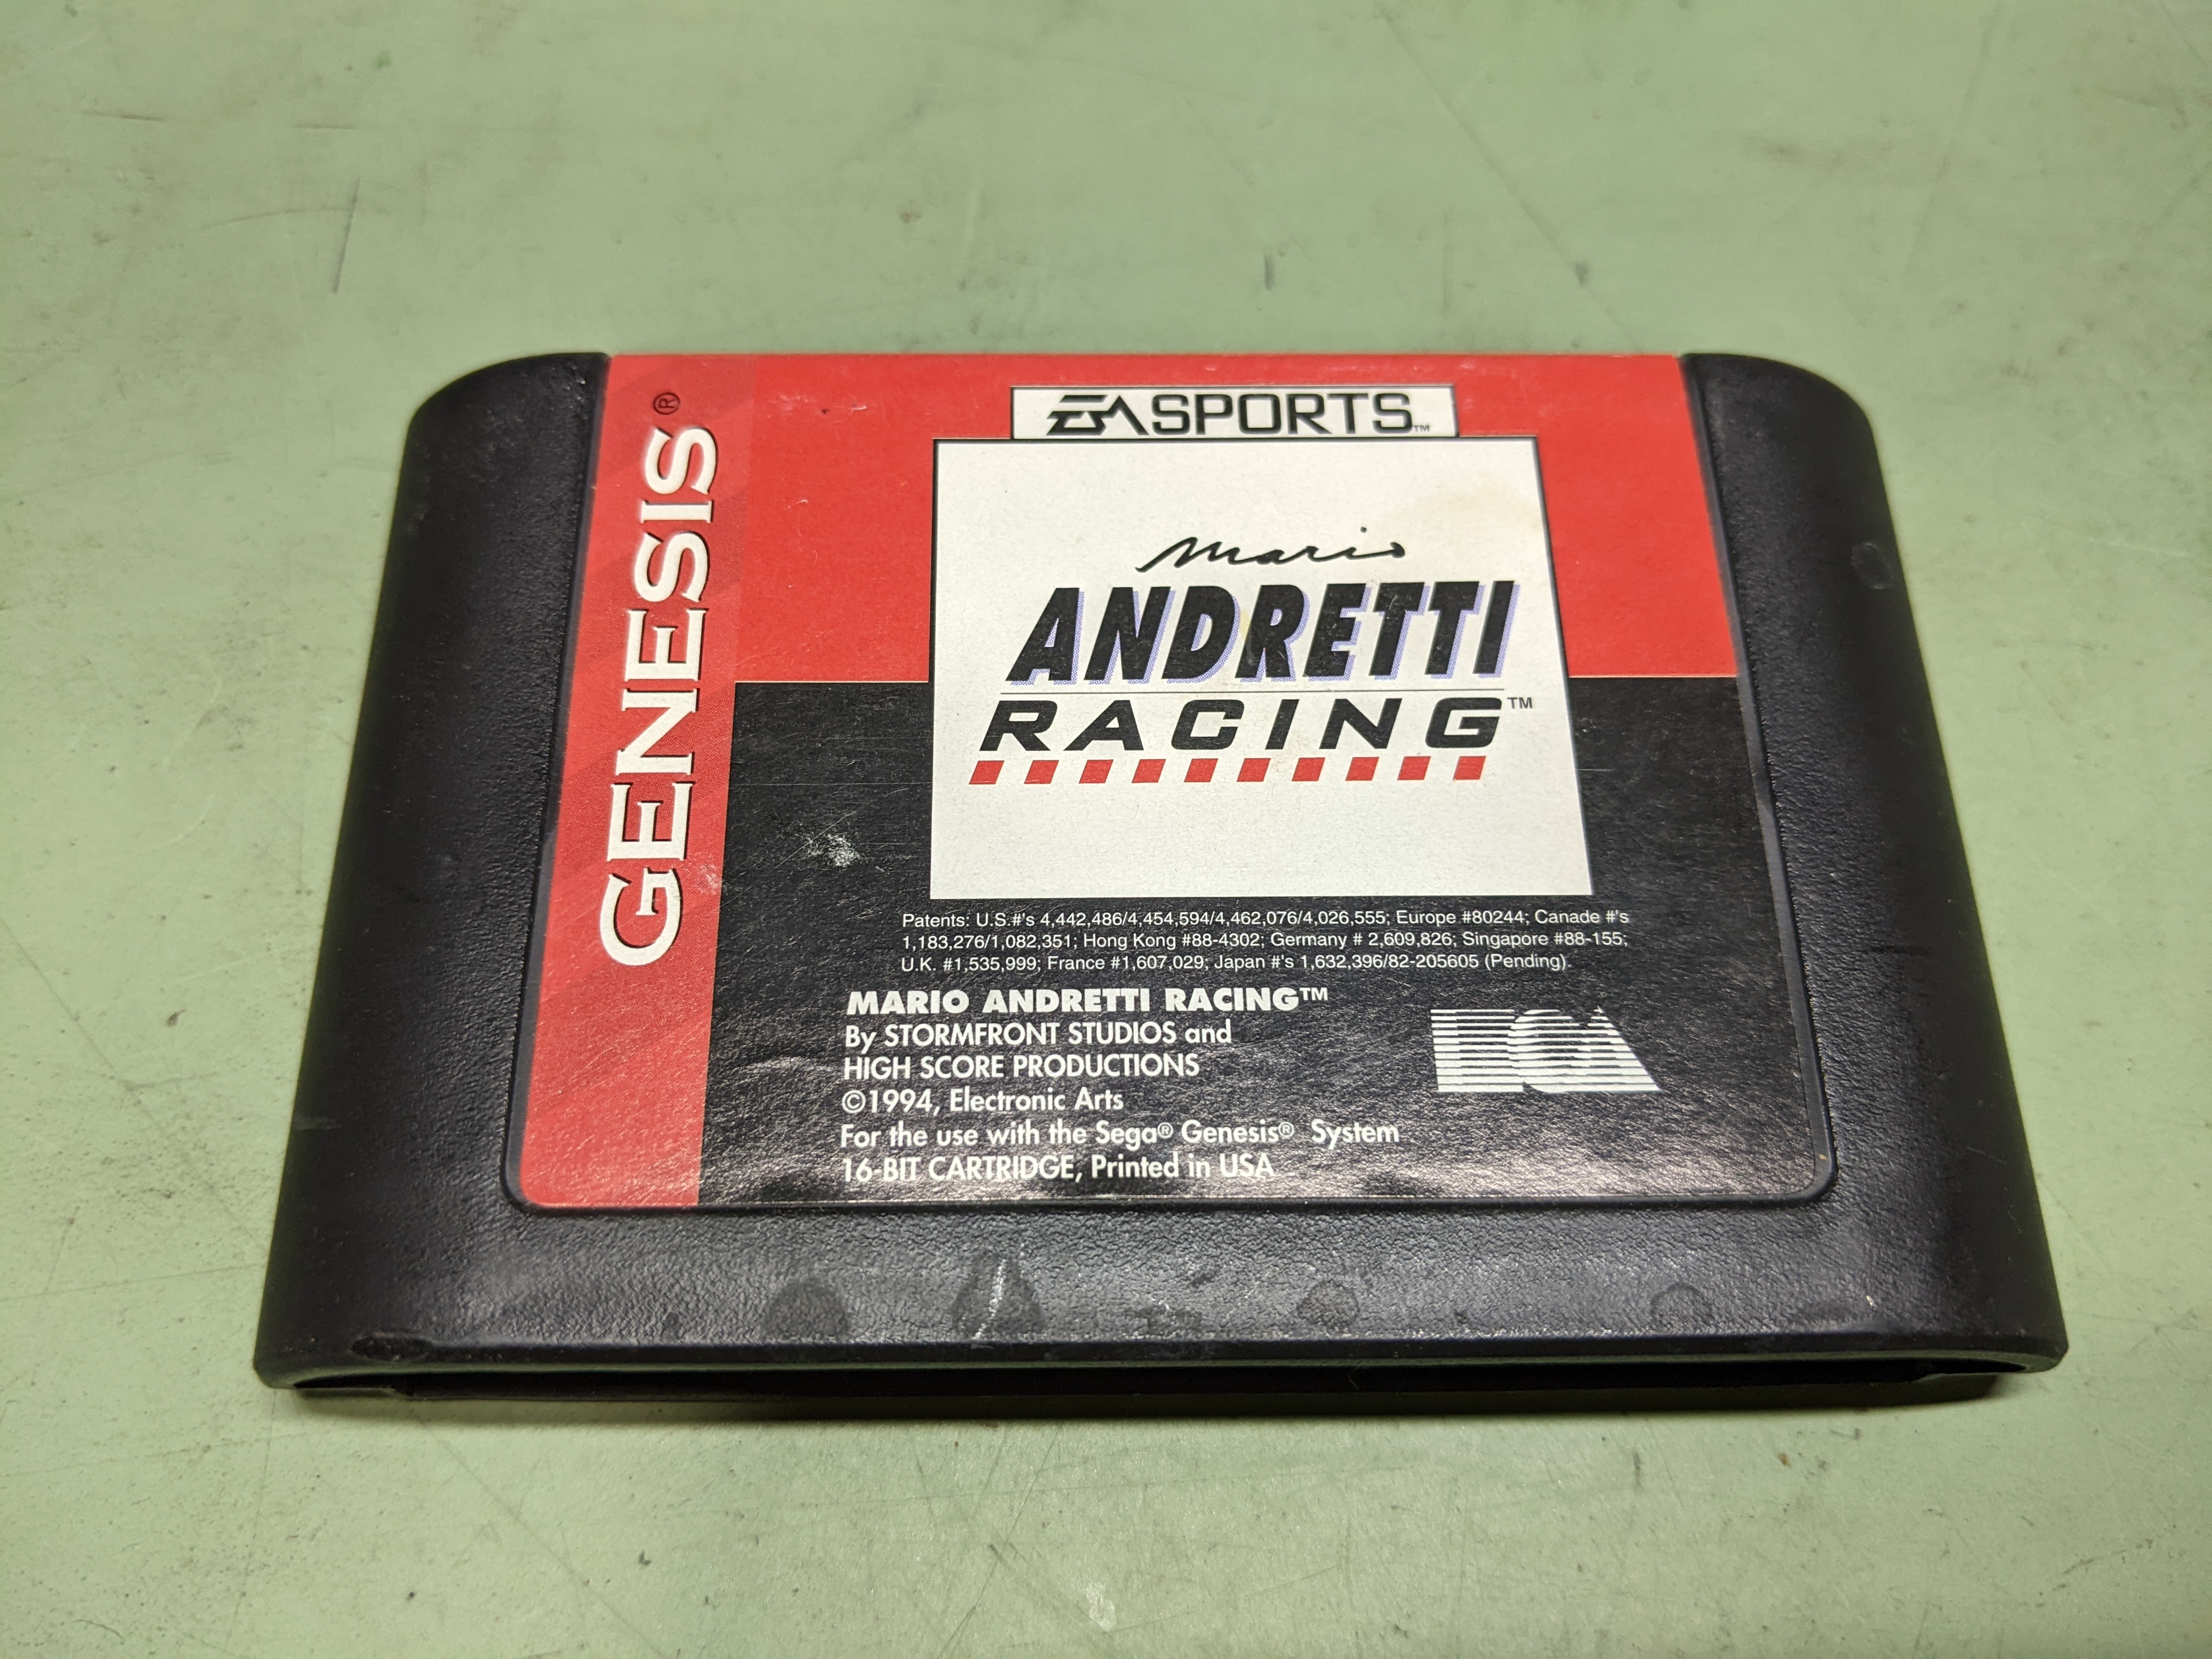 GENESIS®
EA SPORTS™
Mario
ANDRETTI
RACING™
Patents: U.S.#'s 4,442,486/4,454,594/4,462,076/4,026,555; Europe #80244; Canade #'s
1,183,276/1,082,351; Hong Kong #88-4302; Germany # 2,609,826; Singapore #88-155;
U.K. #1,535,999; France #1,607,029; Japan #'s 1,632,396/82-205605 (Pending).
MARIO ANDRETTI RACING™
By STORMFRONT STUDIOS and
HIGH SCORE PRODUCTIONS
©1994, Electronic Arts
For the use with the Sega® Genesis® System
16-BIT CARTRIDGE, Printed in USA